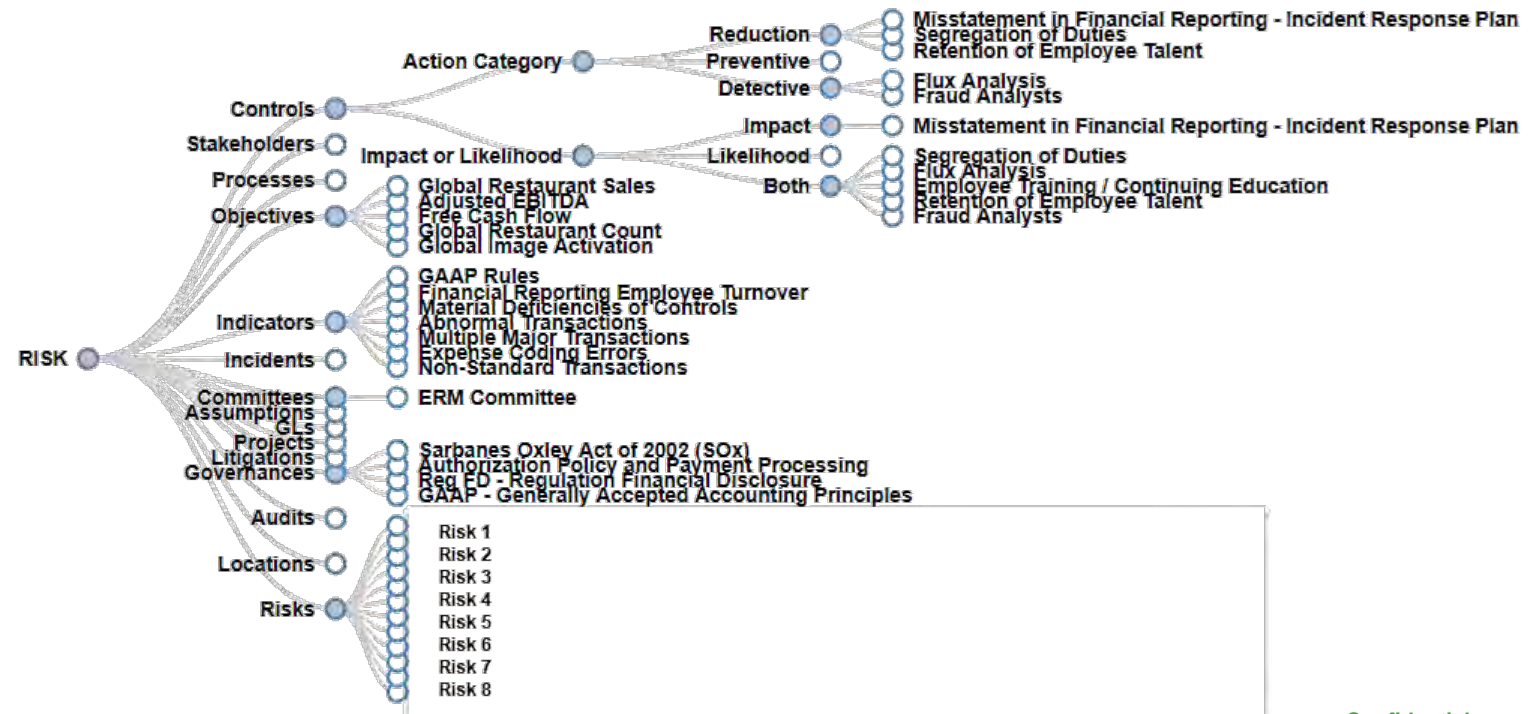 Misstatement in Financial Reporting - Incident Response Plan
Reduction
Segregation of Duties
Retention of Employee Talent
Action Category
Preventive
Flux Analysis
Detective
Fraud Analysts
Controls
Impact
Misstatement in Financial Reporting - Incident Response Plan
Stakeholders
Impact or Likelihood
Likelihood
Segregation of Duties
Flux Analysis
Both
Employee Training / Continuing Education
Retention of Employee Talent
Fraud Analysts
Processes
Objectives
Global Restaurant Sales
Adjusted EBITDA
Free Cash Flow
Global Restaurant Count
Global Image Activation
GAAP Rules
Financial Reporting Employee Turnover
Material Deficiencies of Controls
Indicators
Abnormal Transactions
Multiple Major Transactions
Expense Coding Errors
Non-Standard Transactions
RISK
Incidents
Committees
ERM Committee
Assumptions
GLs
Projects
Litigations
Governances
Sarbanes Oxley Act of 2002 (SOx)
Authorization Policy and Payment Processing
Reg FD - Regulation Financial Disclosure
GAAP - Generally Accepted Accounting Principles
Audits
Locations
Risks
Risk 1
Risk 2
Risk 3
Risk 4
Risk 5
Risk 6
Risk 7
Risk 8